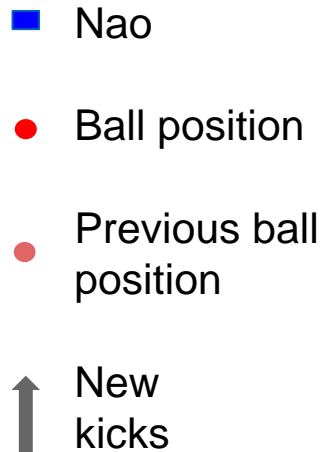 Nao
Ball position
Previous ball
position
New
kicks